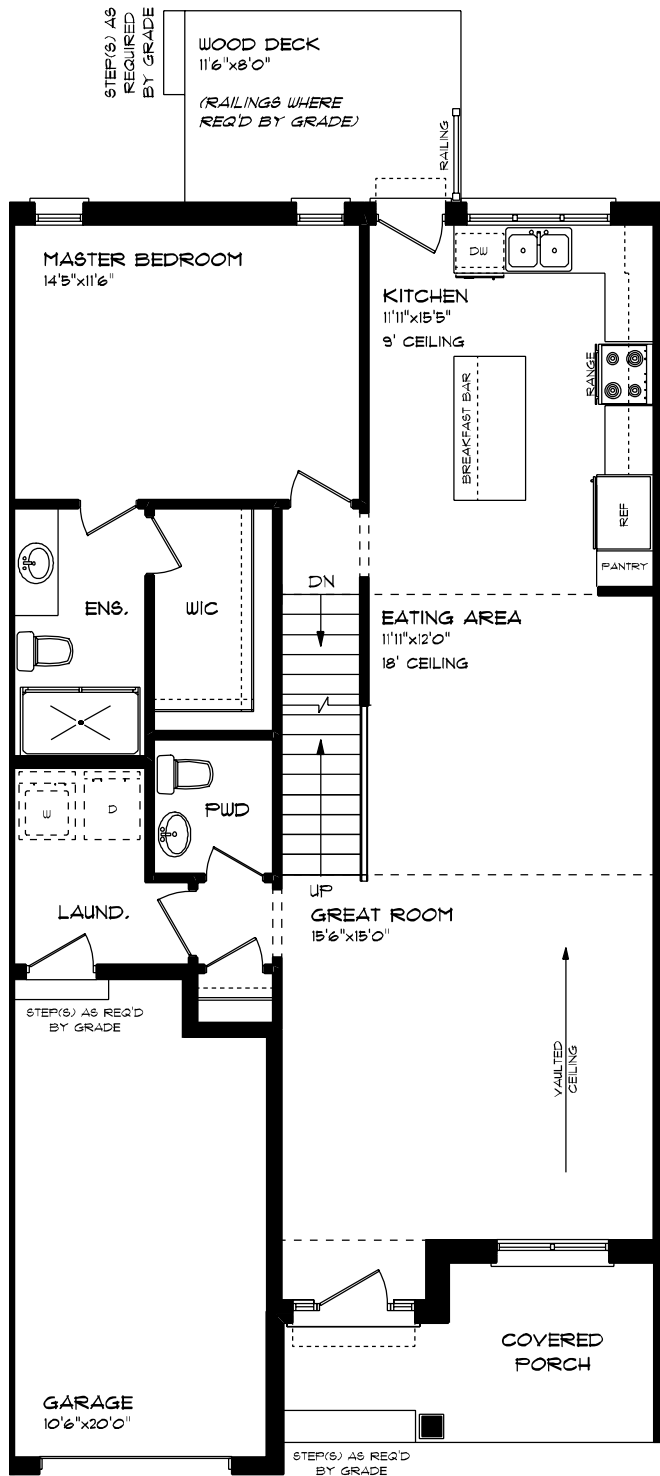 STEP(S) AS
REQUIRED
BY GRADE
WOOD DECK
11'6"x8'0"
(RAILINGS WHERE
REQ'D BY GRADE)
RAILING
MASTER BEDROOM
14'5"x11'6"
DW
KITCHEN
11'11"x15'5"
9' CEILING
RANGE
BREAKFAST BAR
REF
PANTRY
DN
ENS.
WIC
EATING AREA
11'11"x12'0"
18' CEILING
W
D
PWD
UP
LAUND.
GREAT ROOM
15'6"x15'0"
STEP(S) AS REQ'D
BY GRADE
VAULTED
CEILING
COVERED
PORCH
GARAGE
10'6"x20'0"
STEP(S) AS REQ'D
BY GRADE